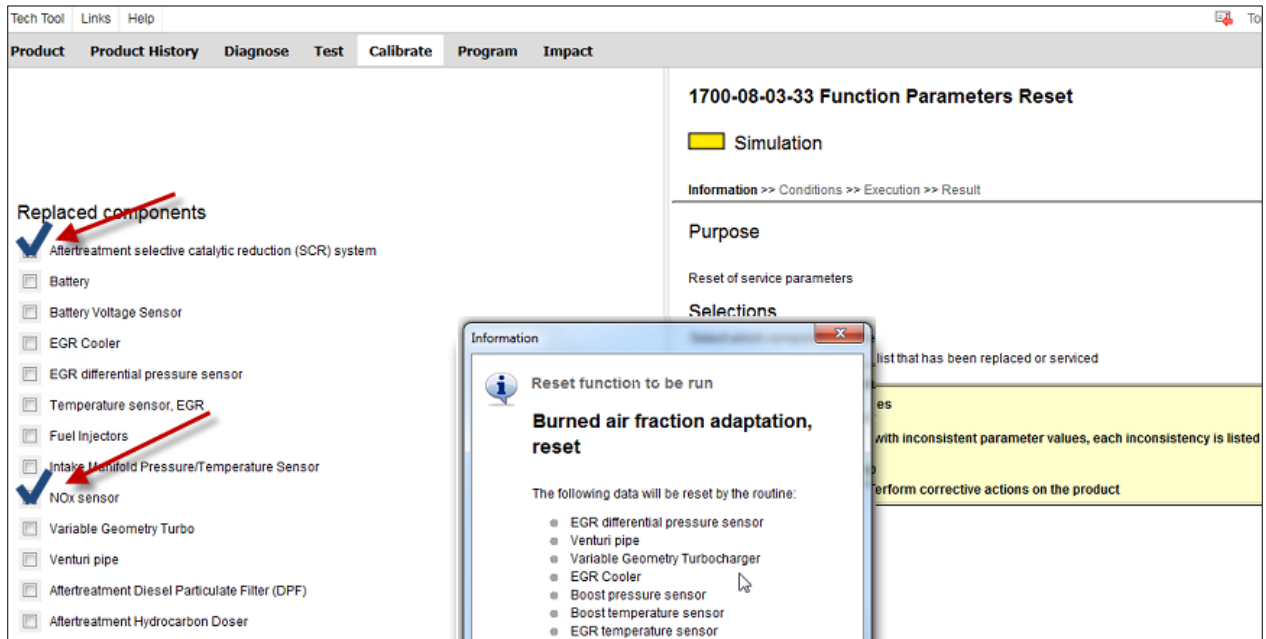 Tech Tool Links Help To
Product Product History Diagnose Test Calibrate Program Impact
1700-08-03-33 Function Parameters Reset
Simulation
Information >> Conditions >> Execution >> Result
Replaced components
Aftertreatment selective catalytic reduction (SCR) system
Battery
Battery Voltage Sensor
EGR Cooler
EGR differential pressure sensor
Temperature sensor, EGR
Fuel Injectors
Intake Manifold Pressure/Temperature Sensor
NOx sensor
Variable Geometry Turbo
Venturi pipe
Aftertreatment Diesel Particulate Filter (DPF)
Aftertreatment Hydrocarbon Doser
Purpose
Reset of service parameters
Selections
list that has been replaced or serviced
es
with inconsistent parameter values, each inconsistency is listed
erform corrective actions on the product
Information
x
Reset function to be run
Burned air fraction adaptation,
reset
The following data will be reset by the routine:
EGR differential pressure sensor
Venturi pipe
Variable Geometry Turbocharger
EGR Cooler
Boost pressure sensor
Boost temperature sensor
EGR temperature sensor